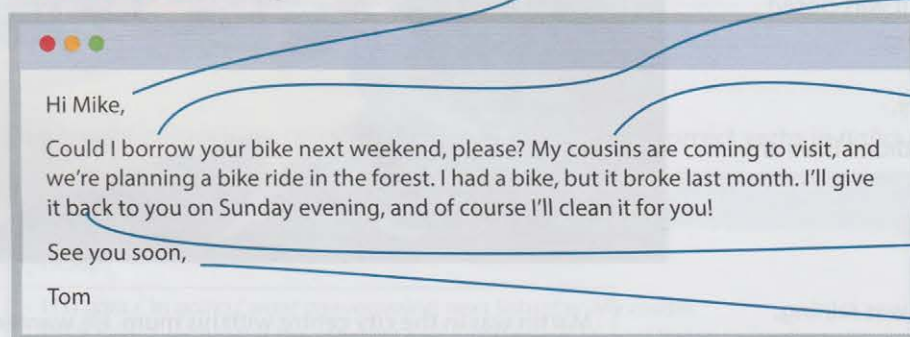 Hi Mike,
Could I borrow your bike next weekend, please? My cousins are coming to visit, and
we're planning a bike ride in the forest. I had a bike, but it broke last month. I'll give
it back to you on Sunday evening, and of course I'll clean it for you!
See you soon,
Tom